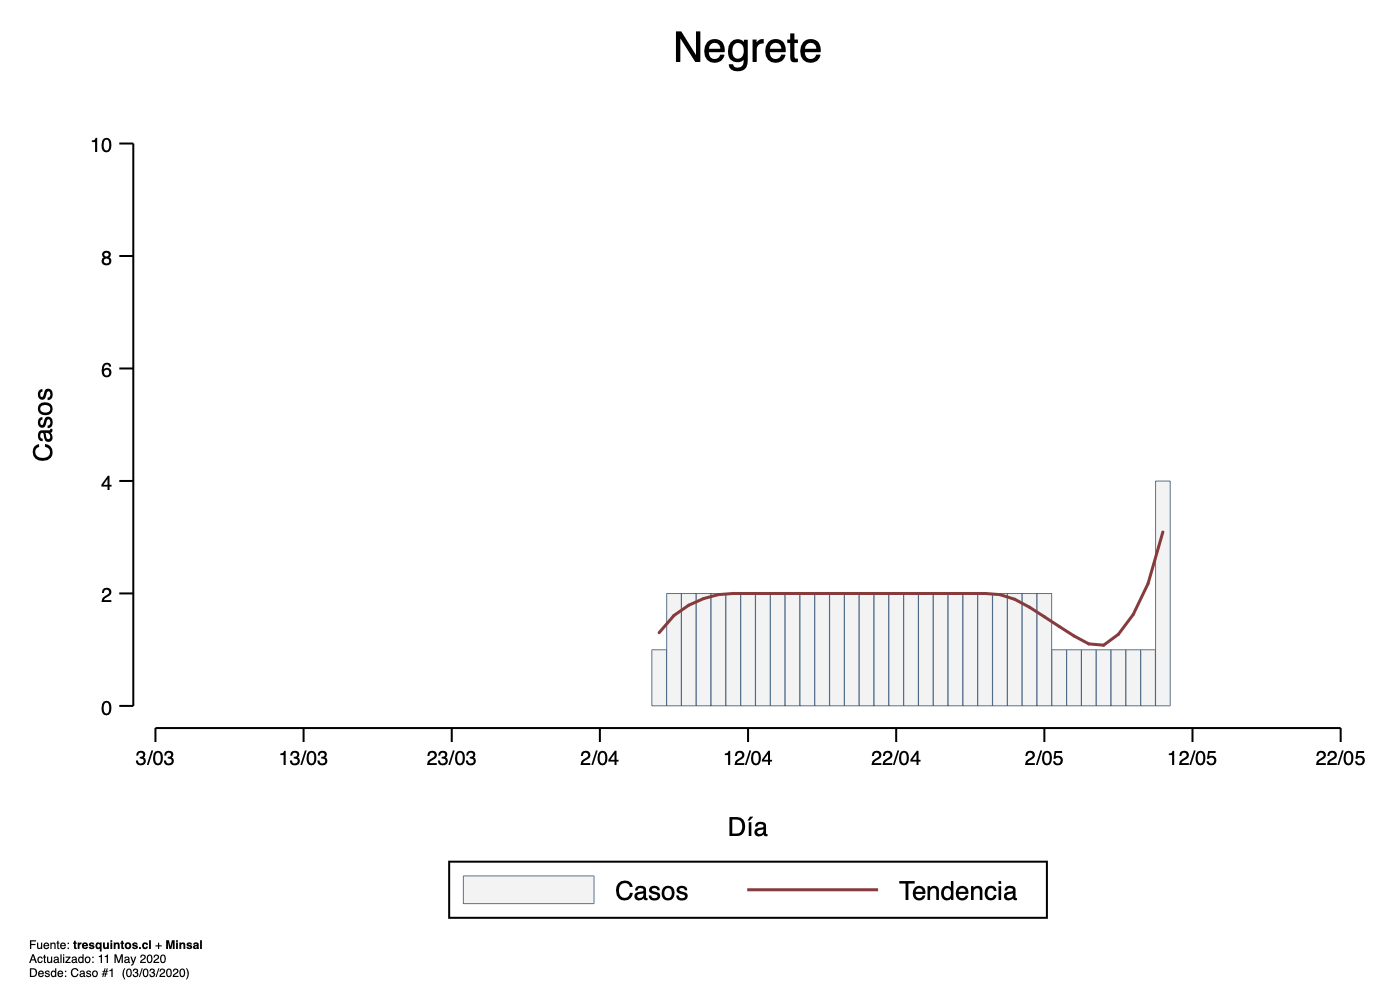 Negrete
10
8
6
4
2
0
Casos
3/03 13/03 23/03 2/04 12/04 22/04 2/05 12/05 22/05
Día
Casos Tendencia
Fuente: tresquintos.cl + Minsal
Actualizado: 11 May 2020
Desde: Caso #1 (03/03/2020)